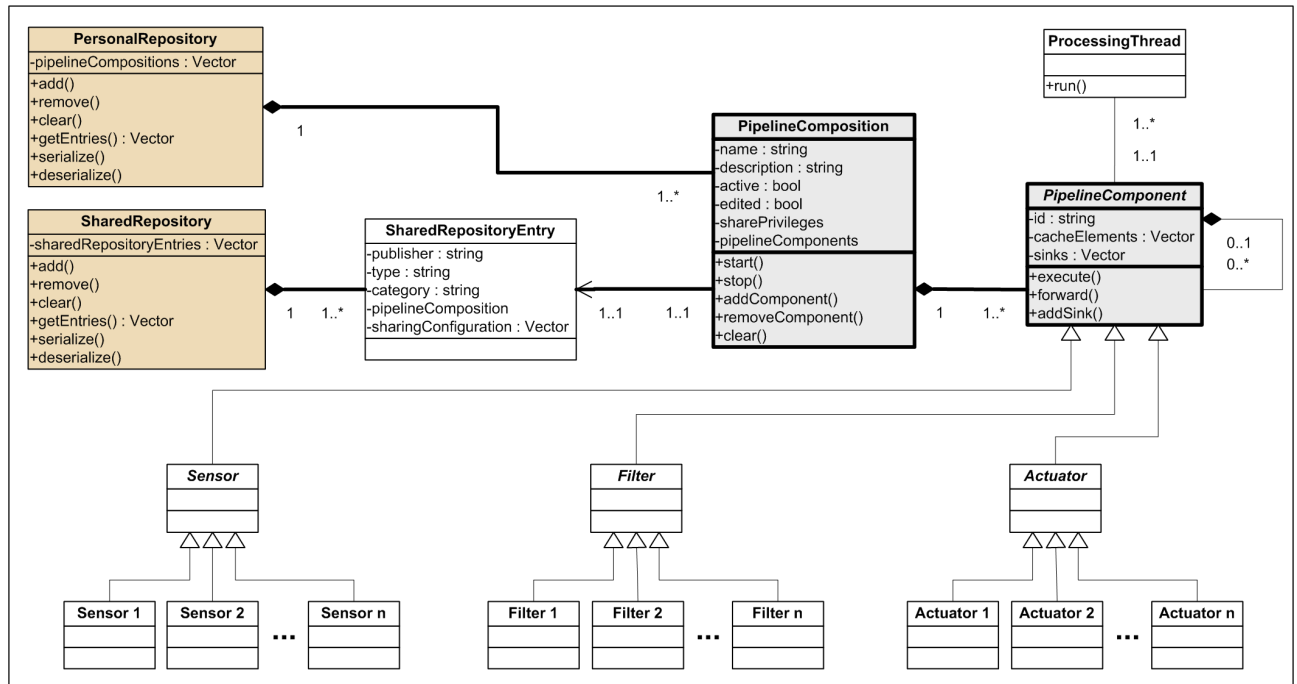 PersonalRepository
-pipelineCompositions : Vector
+add()
+remove()
+clear()
+getEntries() : Vector
+serialize()
+deserialize()
1
1..*
SharedRepository
-sharedRepositoryEntries : Vector
+add()
+remove()
+clear()
+getEntries() : Vector
+serialize()
+deserialize()
1
1..*
SharedRepositoryEntry
-publisher : string
-type : string
-category : string
-pipelineComposition
-sharingConfiguration : Vector
1..1
1..1
PipelineComposition
-name : string
-description : string
-active : bool
-edited : bool
-sharePrivileges
-pipelineComponents
+start()
+stop()
+addComponent()
+removeComponent()
+clear()
1
1..*
ProcessingThread
+run()
1..*
1..1
PipelineComponent
-id : string
-cacheElements : Vector
-sinks : Vector
+execute()
+forward()
+addSink()
0..1
0..*
Sensor
Filter
Actuator
Sensor 1
Sensor 2
...
Sensor n
Filter 1
Filter 2
...
Filter n
Actuator 1
Actuator 2
...
Actuator n